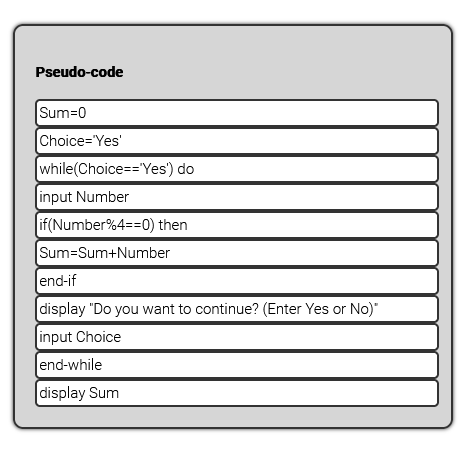 Pseudo-code
Sum=0
Choice='Yes'
while(Choice=='Yes') do
input Number
if(Number%4==0) then
Sum=Sum+Number
end-if
display "Do you want to continue? (Enter Yes or No)"
input Choice
end-while
display Sum